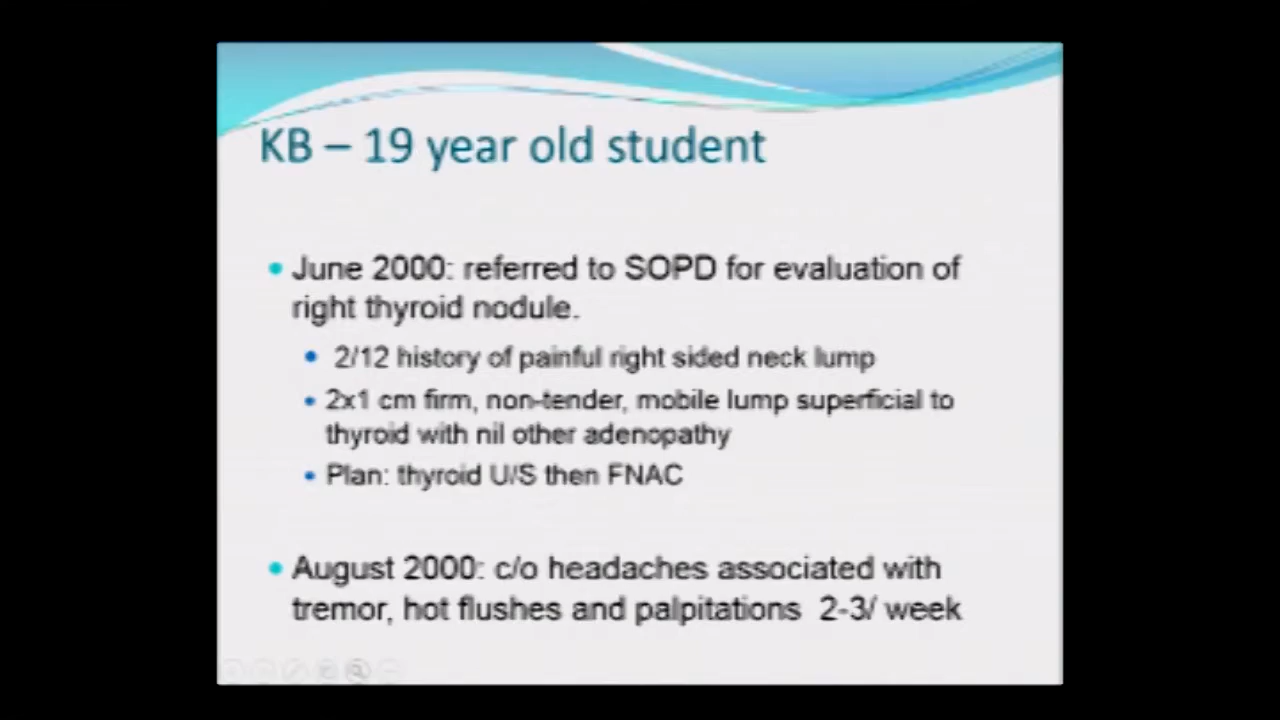 KB – 19 year old student
• June 2000: referred to SOPD for evaluation of
right thyroid nodule.
• 2/12 history of painful right sided neck lump
• 2x1 cm firm, non-tender, mobile lump superficial to
thyroid with nil other adenopathy
• Plan: thyroid U/S then FNAC
• August 2000: c/o headaches associated with
tremor, hot flushes and palpitations 2-3/ week